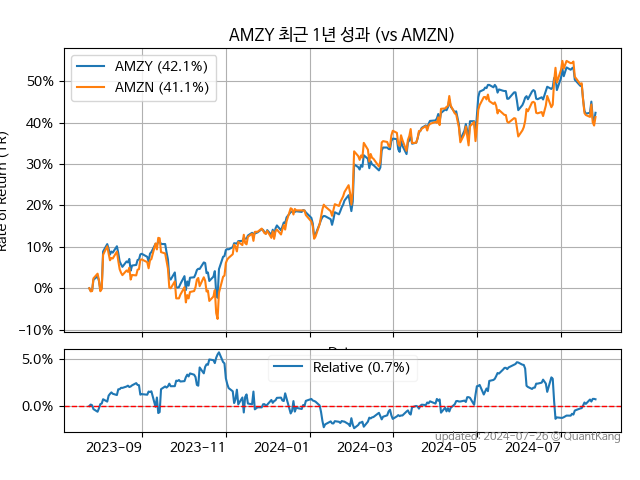 AMZY 최근 1년 성과 (vs AMZN)
AMZY (42.1%)
AMZN (41.1%)
50%
40%
30%
20%
10%
0%
−10%
Rate of Return (TR)
Relative (0.7%)
5.0%
0.0%
2023−09
2023−11
2024−01
2024−03
2024−05
2024−07
updated: 2024-07-26 © QuantKang